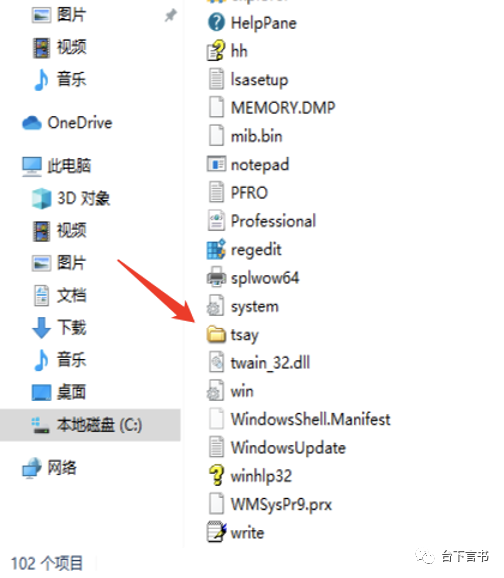 图片
视频
音乐
OneDrive
此电脑
3D 对象
视频
图片
文档
下载
音乐
桌面
本地磁盘 (C:)
网络
HelpPane
hh
lsasetup
MEMORY.DMP
mib.bin
notepad
PFRO
Professional
regedit
splwow64
system
tsay
twain_32.dll
win
WindowsShell.Manifest
WindowsUpdate
winhlp32
WMSysPr9.prx
write
102 个项目
台下言书